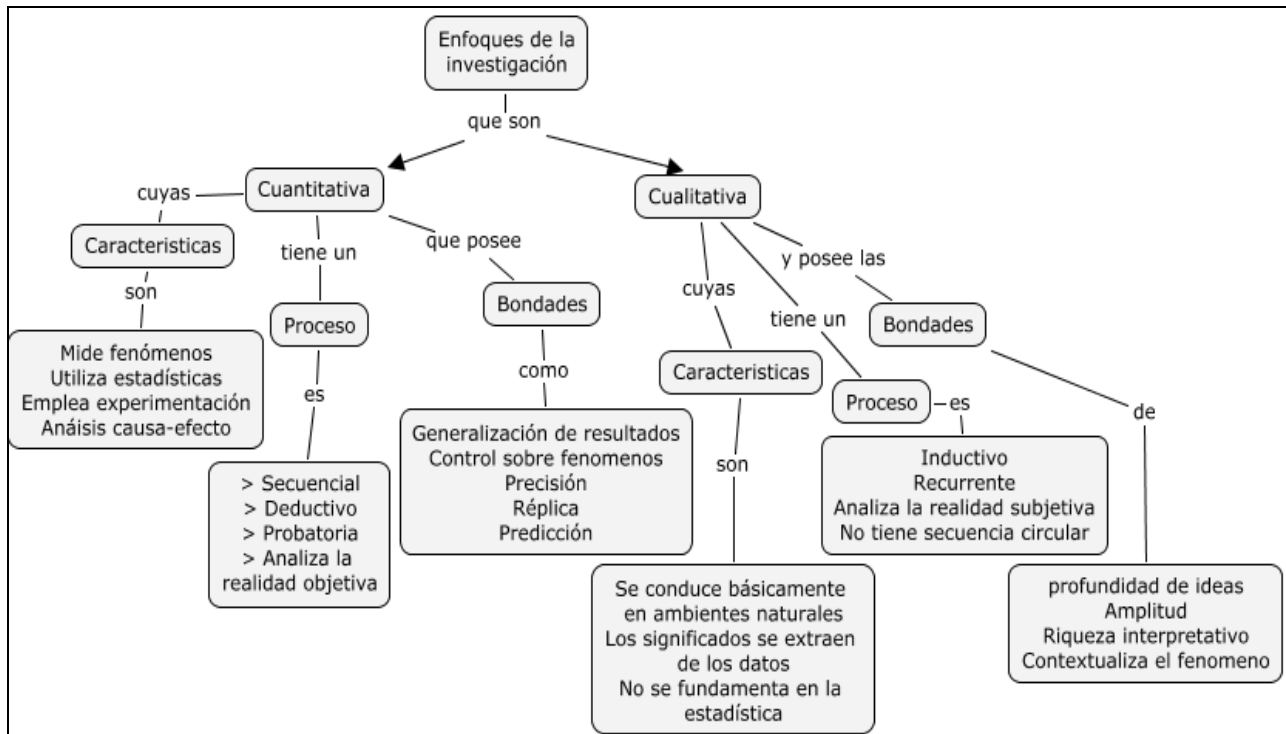 Enfoques de la
investigación
que son
Cuantitativa
cuyas
Caracteristicas
son
Mide fenómenos
Utiliza estadísticas
Emplea experimentación
Anáisis causa-efecto
tiene un
Proceso
es
> Secuencial
> Deductivo
> Probatoria
> Analiza la
realidad objetiva
que posee
Bondades
como
Generalización de resultados
Control sobre fenomenos
Precisión
Réplica
Predicción
Cualitativa
cuyas
Caracteristicas
son
Se conduce básicamente
en ambientes naturales
Los significados se extraen
de los datos
No se fundamenta en la
estadística
tiene un
Proceso
es
Inductivo
Recurrente
Analiza la realidad subjetiva
No tiene secuencia circular
y posee las
Bondades
de
profundidad de ideas
Amplitud
Riqueza interpretativo
Contextualiza el fenomeno